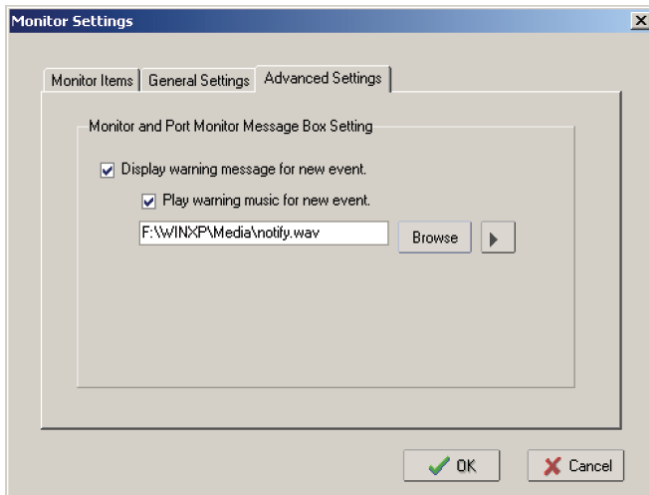 Monitor Settings
Monitor Items General Settings Advanced Settings
Monitor and Port Monitor Message Box Setting
Display warning message for new event.
Play warning music for new event.
F:\WINXP\Media\notify.wav Browse
OK Cancel